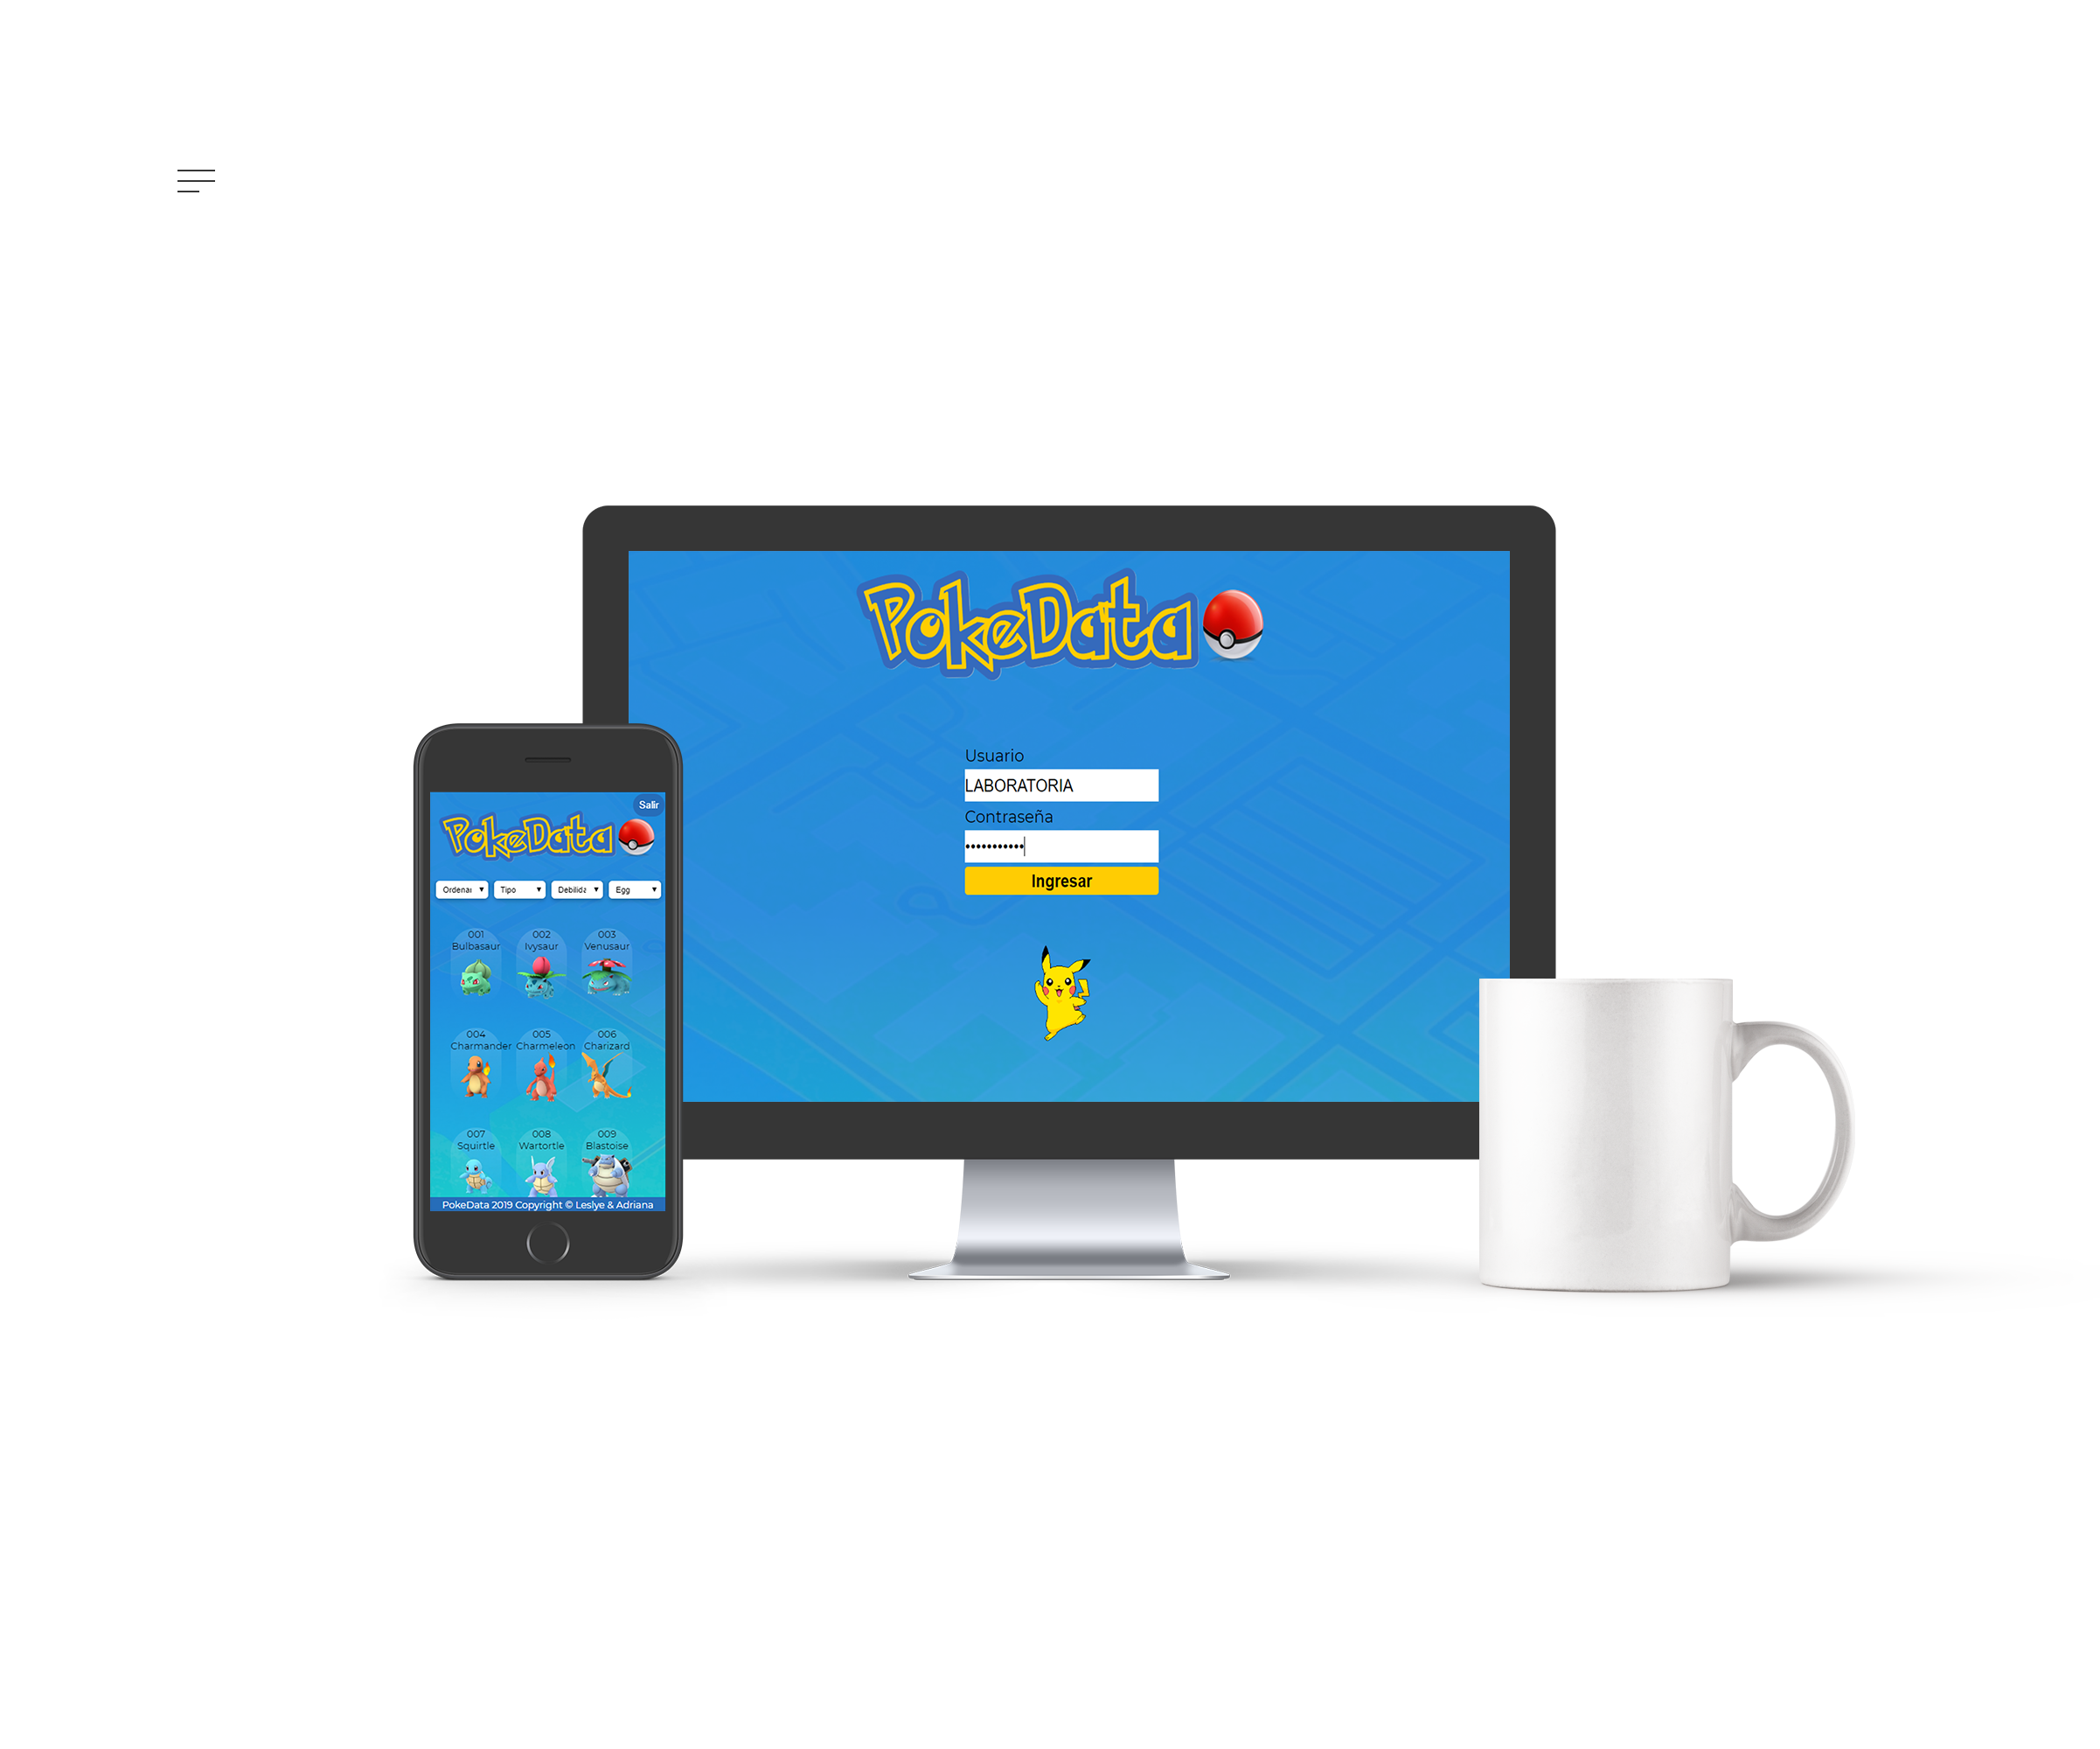 PokeData
Usuario
LABORATORIA
Contraseña
Ingresar
Salir
PokeData
Ordenar Tipo Debilida Egg
001 002 003
Bulbasaur Ivysaur Venusaur
004 005 006
Charmander Charmeleon Charizard
007 008 009
Squirtle Wartortle Blastoise
PokeData 2019 Copyright © Leslye & Adriana